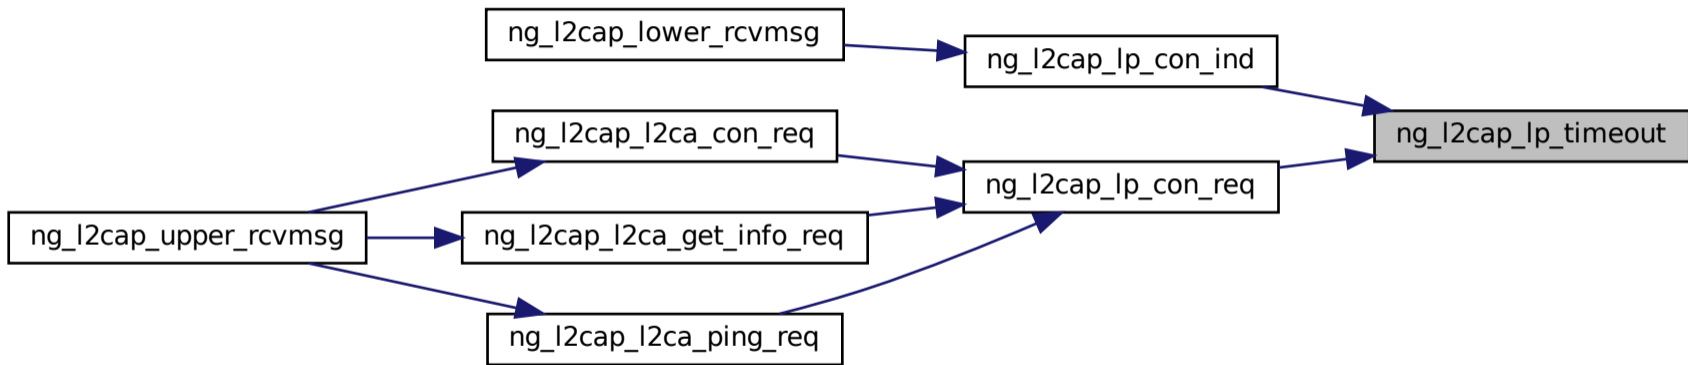 ng_l2cap_lower_rcvmsg
ng_l2cap_lp_con_ind
ng_l2cap_l2ca_con_req
ng_l2cap_lp_timeout
ng_l2cap_lp_con_req
ng_l2cap_upper_rcvmsg
ng_l2cap_l2ca_get_info_req
ng_l2cap_l2ca_ping_req